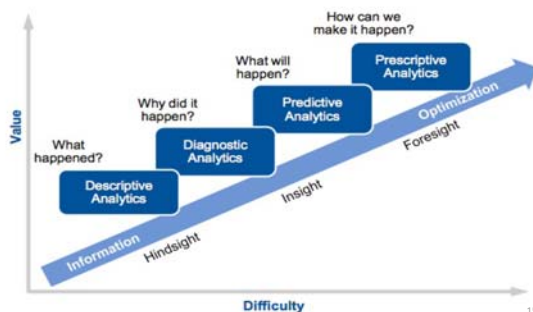 How can we
make it happen?
Prescriptive
Analytics
What will
happen?
Predictive
Analytics
Why did it
happen?
Diagnostic
Analytics
What
happened?
Descriptive
Analytics
Value
Information
Optimization
Hindsight
Insight
Foresight
Difficulty